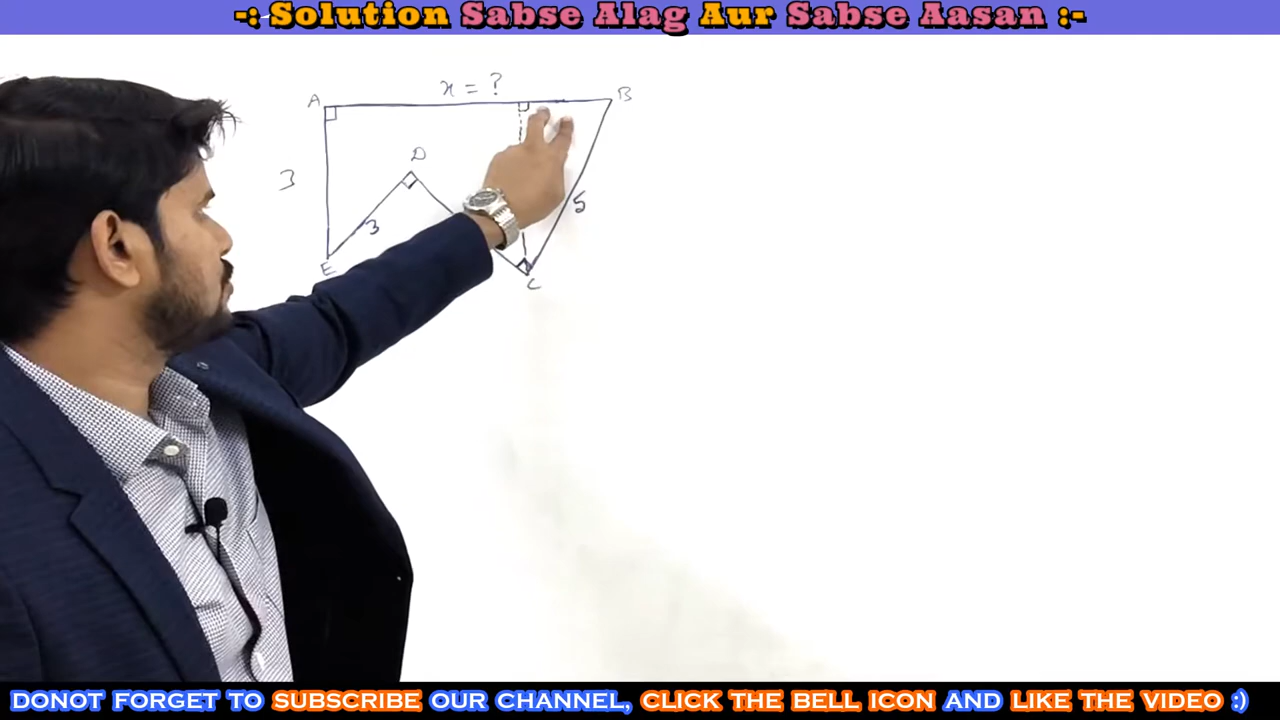 -: Solution Sabse Alag Aur Sabse Aasan :-
x = ?
A
B
D
3
3
5
E
C
DONOT FORGET TO SUBSCRIBE OUR CHANNEL, CLICK THE BELL ICON AND LIKE THE VIDEO :)